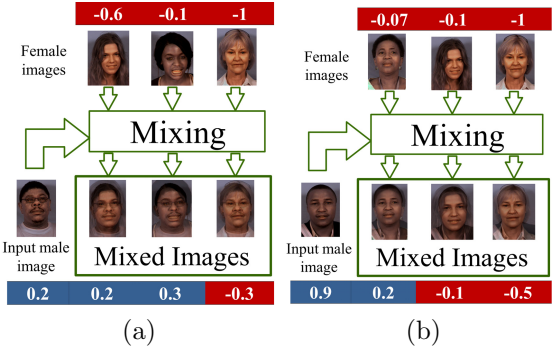 -0.6 -0.1 -1
Female
images
Mixing
Input male
image
Mixed Images
0.2 0.2 0.3 -0.3
(a)
-0.07 -0.1 -1
Female
images
Mixing
Input male
image
Mixed Images
0.9 0.2 -0.1 -0.5
(b)